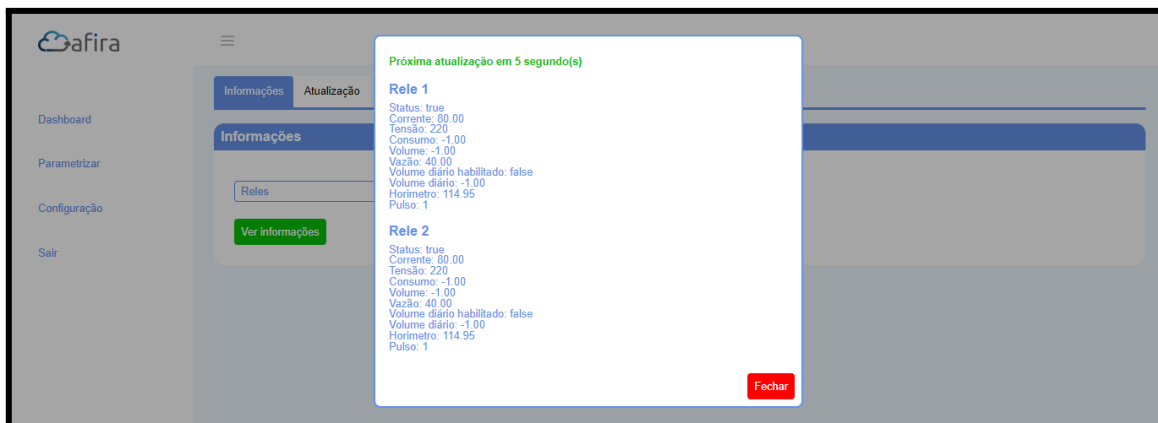 afira
Dashboard
Parametrizar
Configuração
Sair
Informações
Atualização
Informações
Reles
Ver informações
Próxima atualização em 5 segundo(s)
Rele 1
Status: true
Corrente: 80.00
Tensão: 220
Consumo: -1.00
Volume: -1.00
Vazão: 40.00
Volume diário habilitado: false
Volume diário: -1.00
Horimetro: 114.95
Pulso: 1
Rele 2
Status: true
Corrente: 80.00
Tensão: 220
Consumo: -1.00
Volume: -1.00
Vazão: 40.00
Volume diário habilitado: false
Volume diário: -1.00
Horimetro: 114.95
Pulso: 1
Fechar